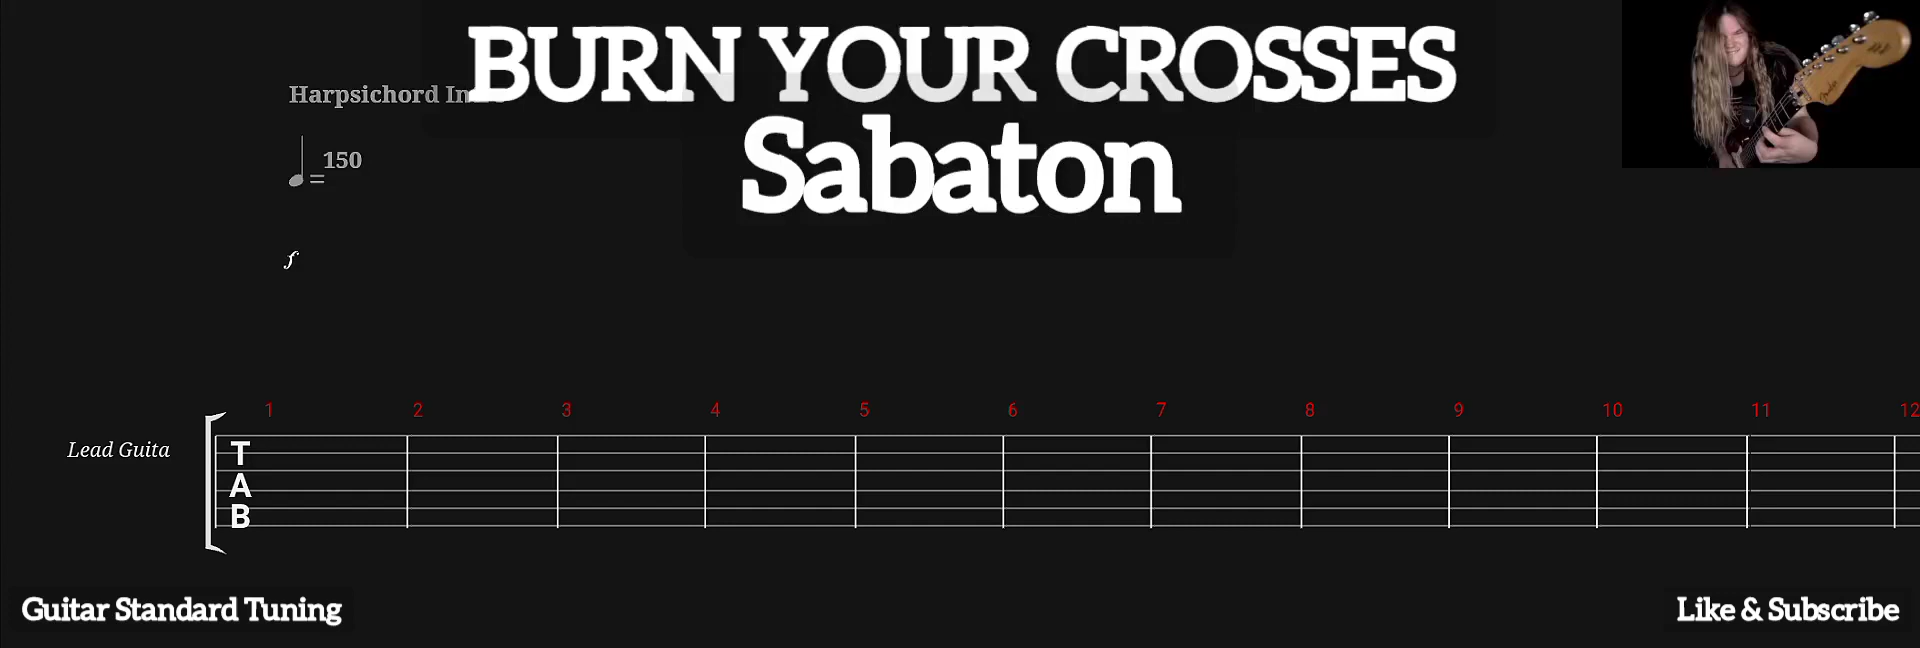 BURN YOUR CROSSES
Sabaton
Harpsichord In
150
=
f
1 2 3 4 5 6 7 8 9 10 11 12
Lead Guita
T
A
B
Guitar Standard Tuning
Like & Subscribe